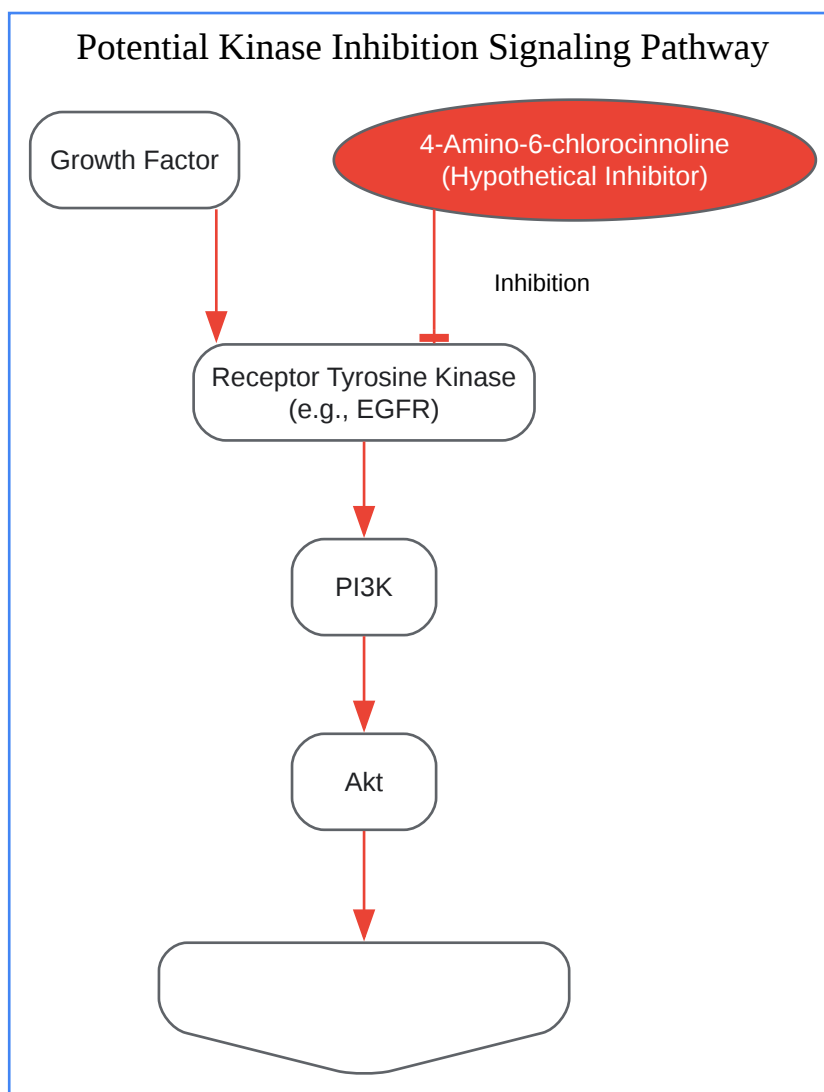 Potential Kinase Inhibition Signaling Pathway
Growth Factor
4-Amino-6-chlorocinnoline
(Hypothetical Inhibitor)
Inhibition
Receptor Tyrosine Kinase
(e.g., EGFR)
PI3K
Akt